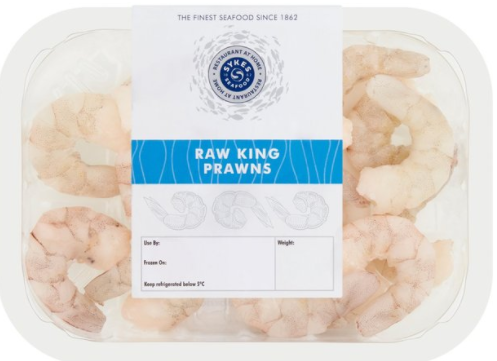 THE FINEST SEAFOOD SINCE 1862
RESTAURANT AT HOME • RESTAURANT AT HOME •
SYKES
SEAFOOD
RAW KING
PRAWNS
Use By:
Weight:
Frozen On:
Keep refrigerated below 5°C